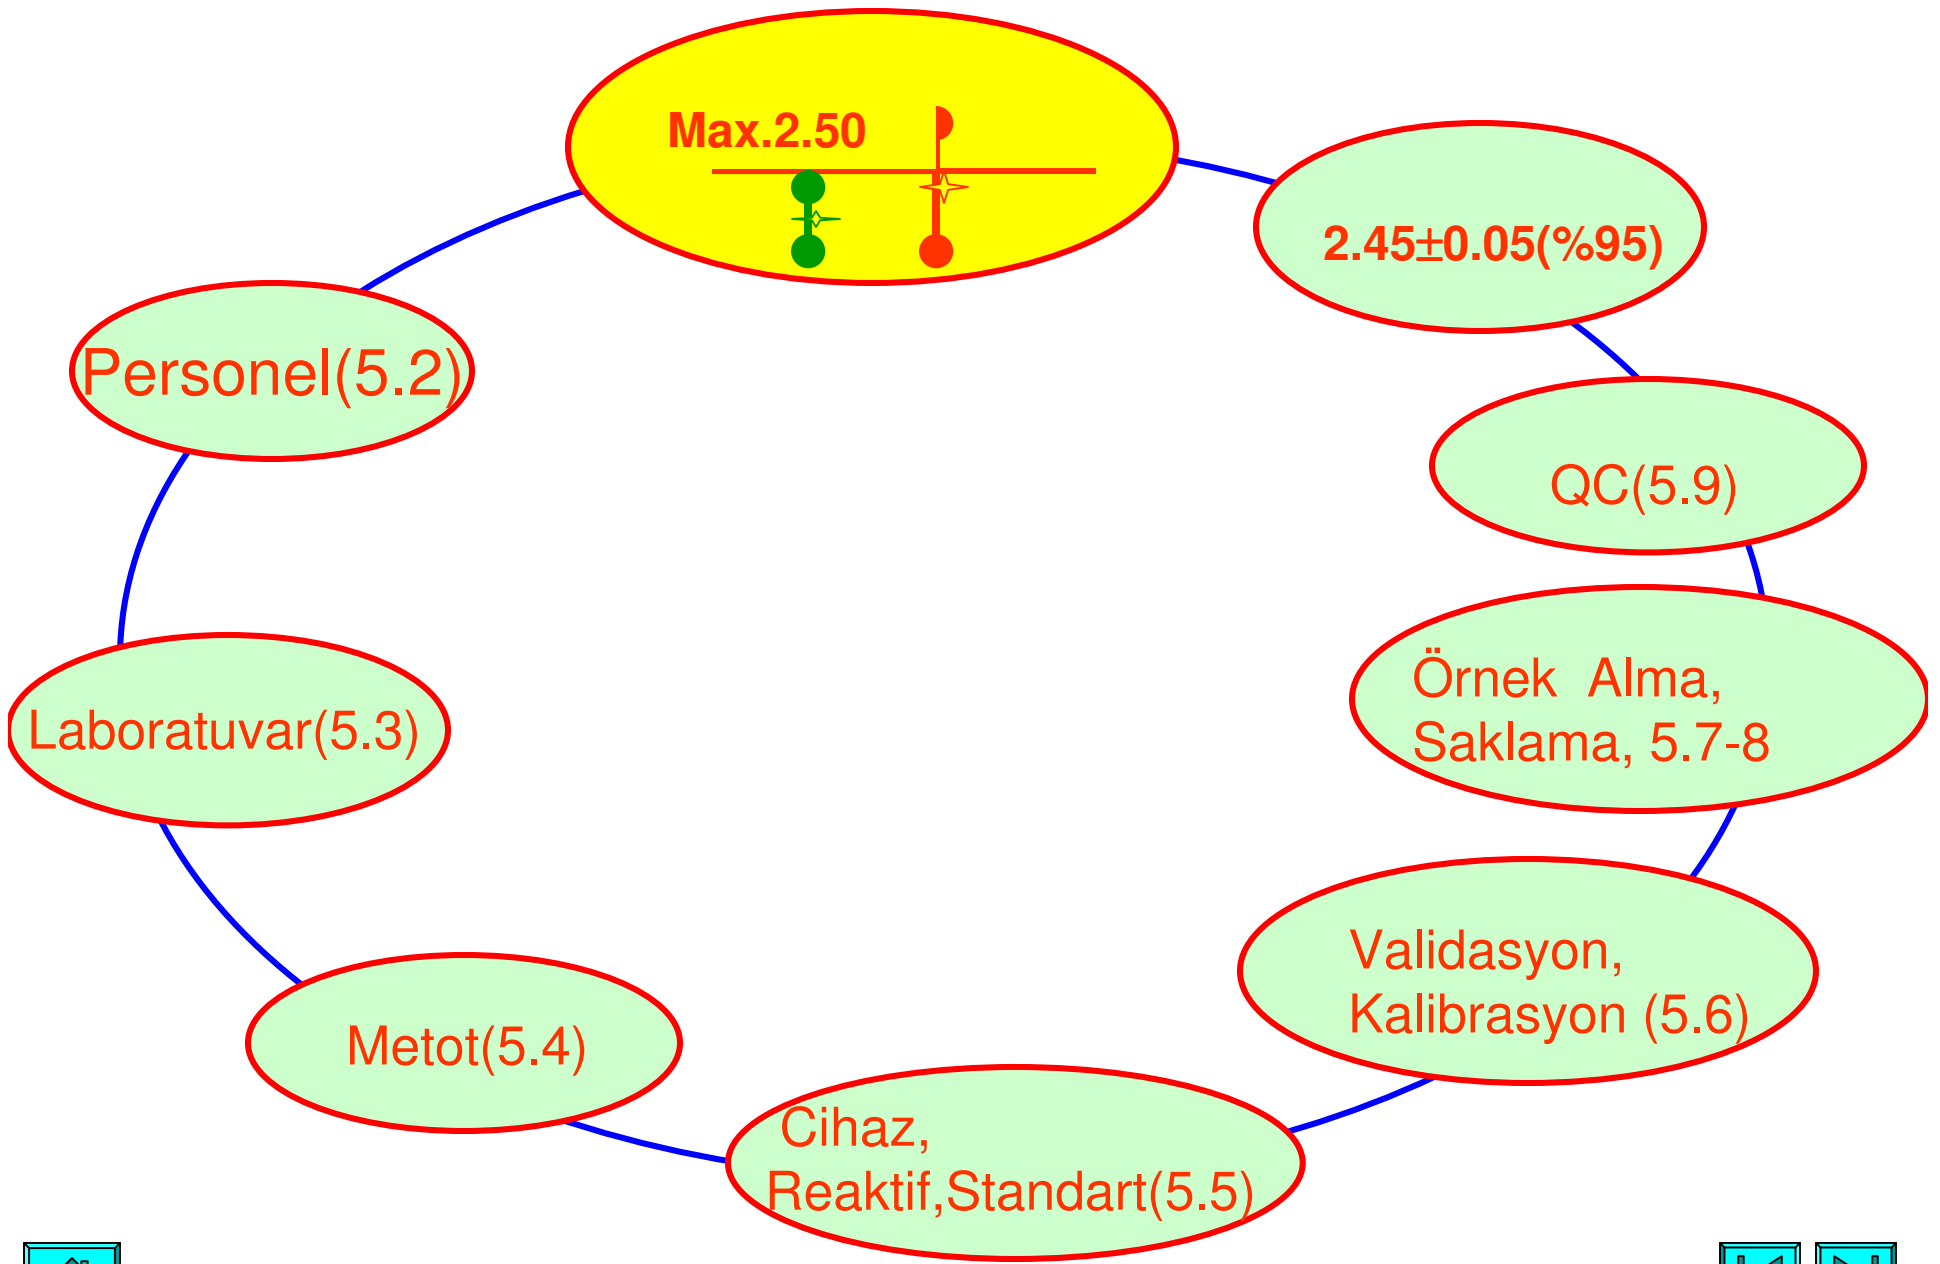 Max.2.50
2.45±0.05(%95)
Personel(5.2)
QC(5.9)
Örnek Alma,
Saklama, 5.7-8
Laboratuvar(5.3)
Validasyon,
Kalibrasyon (5.6)
Metot(5.4)
Cihaz,
Reaktif,Standart(5.5)